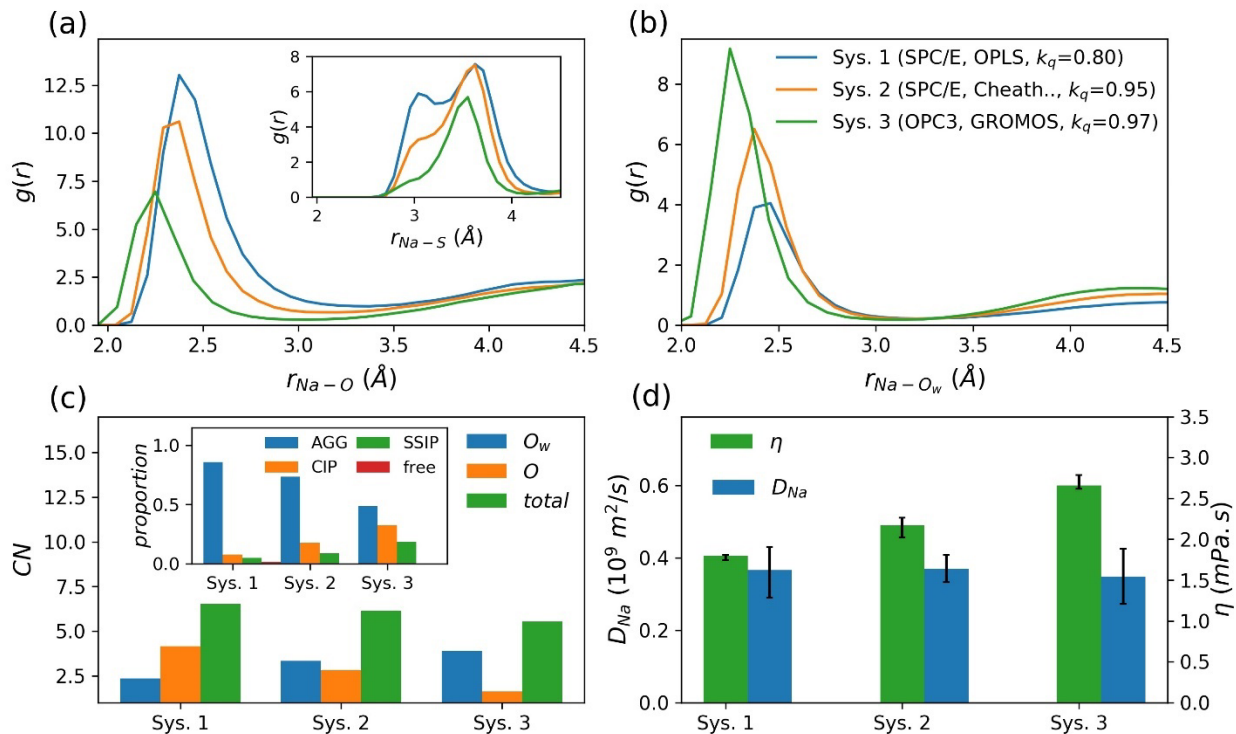 (a)
12.5
10.0
7.5
5.0
2.5
0.0
g(r)
2.0 2.5 3.0 3.5 4.0 4.5
r_{Na−O} (Å)
8
6
4
2
0
g(r)
2 3 4
r_{Na−S} (Å)
(b)
8
6
4
2
0
g(r)
Sys. 1 (SPC/E, OPLS, k_q=0.80)
Sys. 2 (SPC/E, Cheath.., k_q=0.95)
Sys. 3 (OPC3, GROMOS, k_q=0.97)
2.0 2.5 3.0 3.5 4.0 4.5
r_{Na−O_w} (Å)
(c)
15.0
12.5
10.0
7.5
5.0
2.5
CN
1.0
0.5
0.0
proportion
AGG SSIP
CIP free
Sys. 1 Sys. 2 Sys. 3
O_w
O
total
Sys. 1 Sys. 2 Sys. 3
(d)
0.6
0.4
0.2
0.0
D_{Na} (10^9 m^2/s)
η
D_{Na}
3.5
3.0
2.5
2.0
1.5
1.0
0.5
0.0
η (mPa.s)
Sys. 1 Sys. 2 Sys. 3